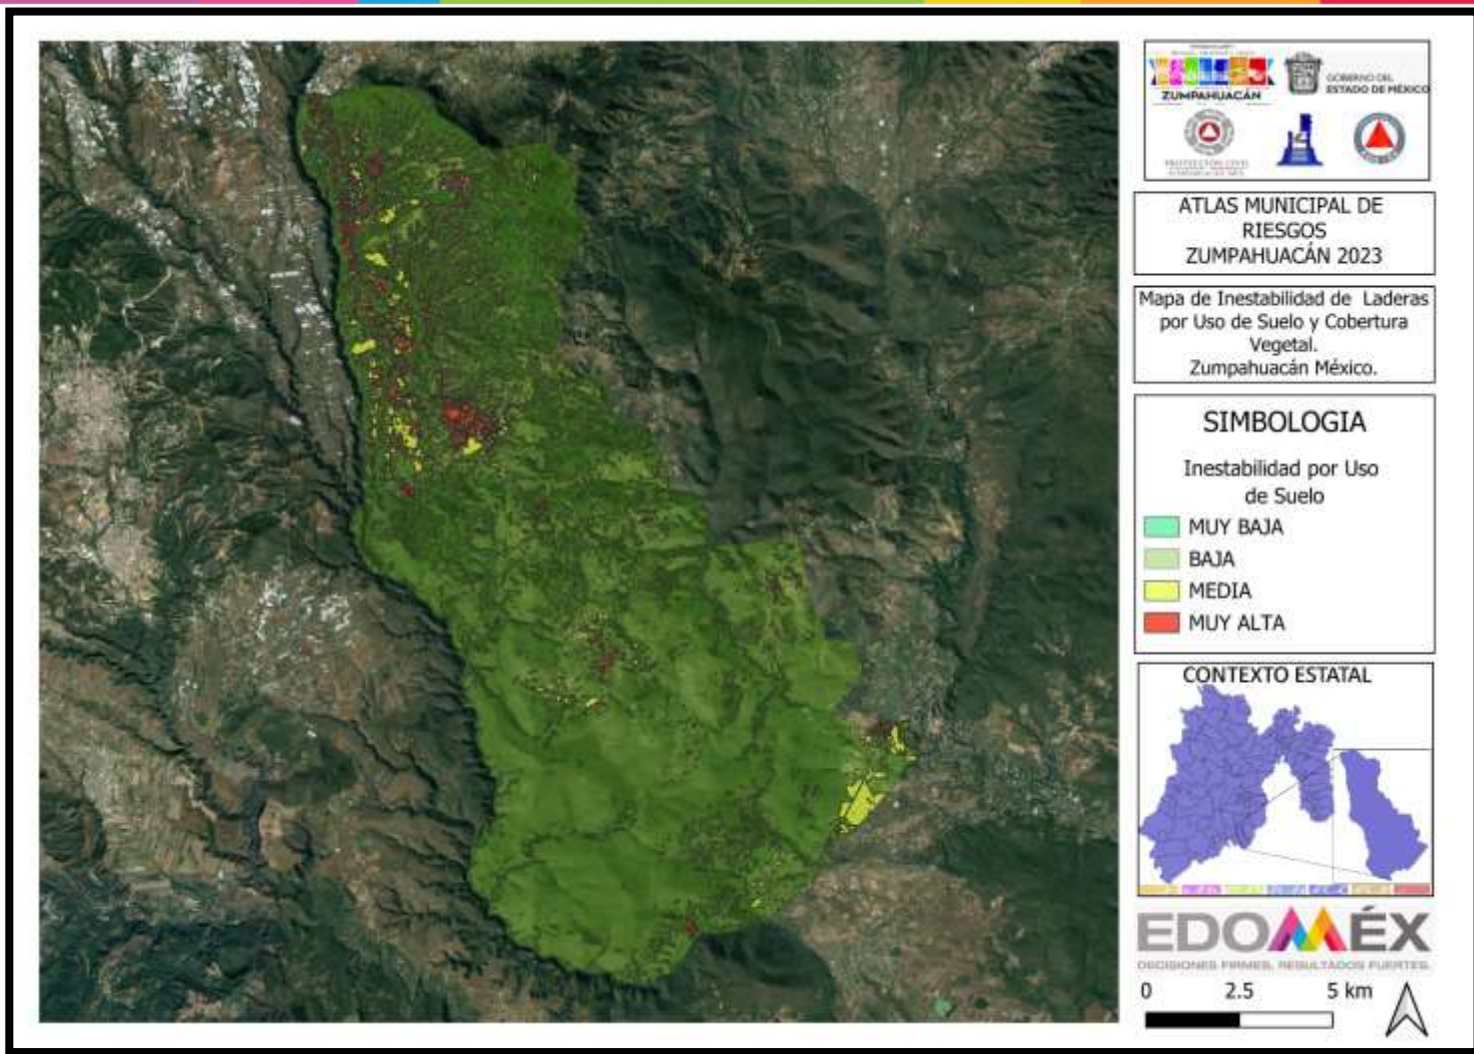 ZUMPAHUACÁN
GOBIERNO DEL
ESTADO DE MÉXICO
PROTECCIÓN CIVIL
ATLAS MUNICIPAL DE
RIESGOS
ZUMPAHUACÁN 2023
Mapa de Inestabilidad de Laderas
por Uso de Suelo y Cobertura
Vegetal.
Zumpahuacán México.
SIMBOLOGIA
Inestabilidad por Uso
de Suelo
MUY BAJA
BAJA
MEDIA
MUY ALTA
CONTEXTO ESTATAL
EDOMÉX
DECISIONES FIRMES, RESULTADOS FUERTES.
0 2.5 5 km